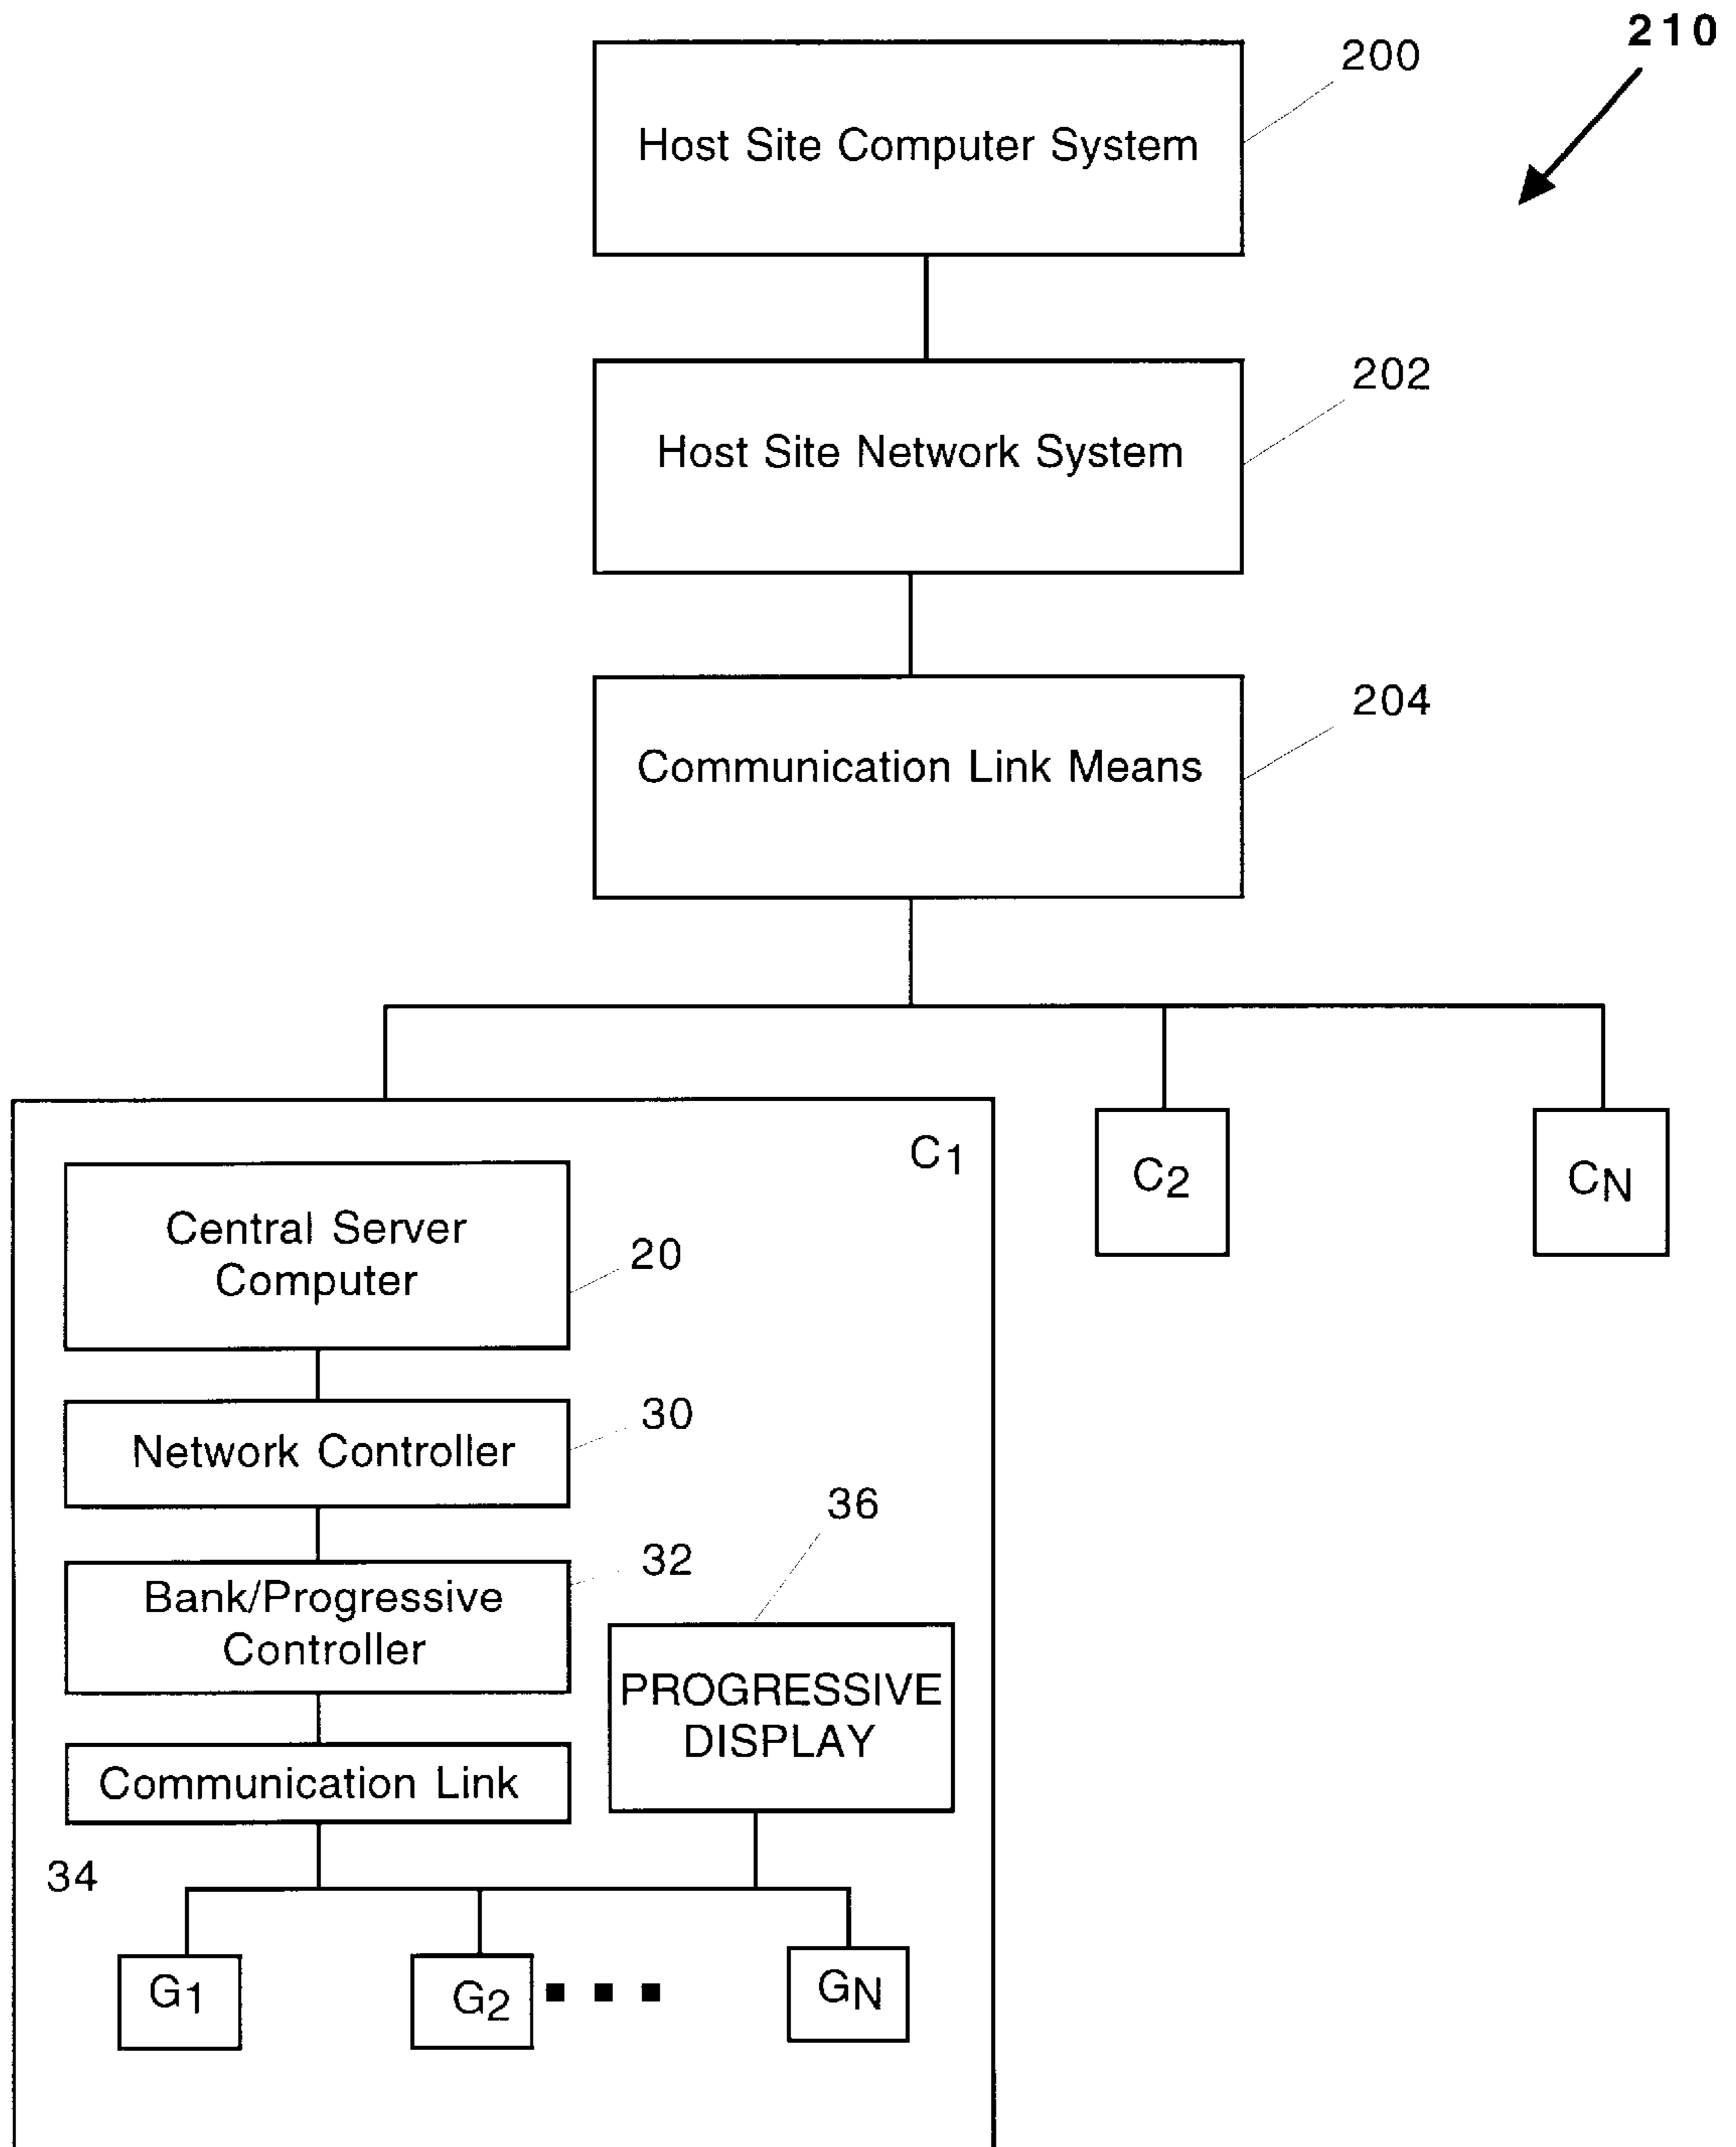 210
200
Host Site Computer System
202
Host Site Network System
204
Communication Link Means
C1
C2
CN
Central Server
Computer
20
Network Controller
30
Bank/Progressive
Controller
32
36
PROGRESSIVE
DISPLAY
Communication Link
34
G1
G2
GN